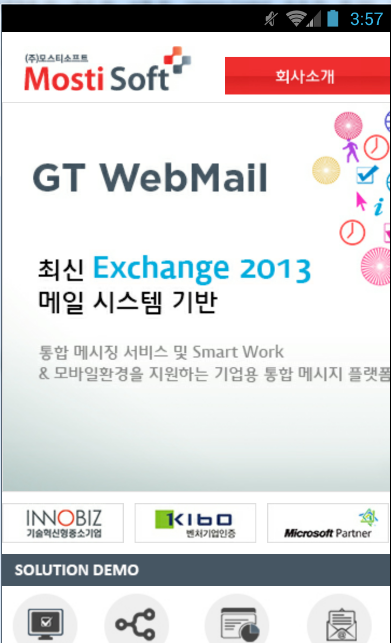 3:57
(주)모스티소프트
Mosti Soft
회사소개
GT WebMail
최신 Exchange 2013
메일 시스템 기반
통합 메시징 서비스 및 Smart Work
& 모바일환경을 지원하는 기업용 통합 메시지 플랫폼
INNOBIZ
기술혁신형중소기업
KIBO
벤처기업인증
Microsoft Partner
SOLUTION DEMO